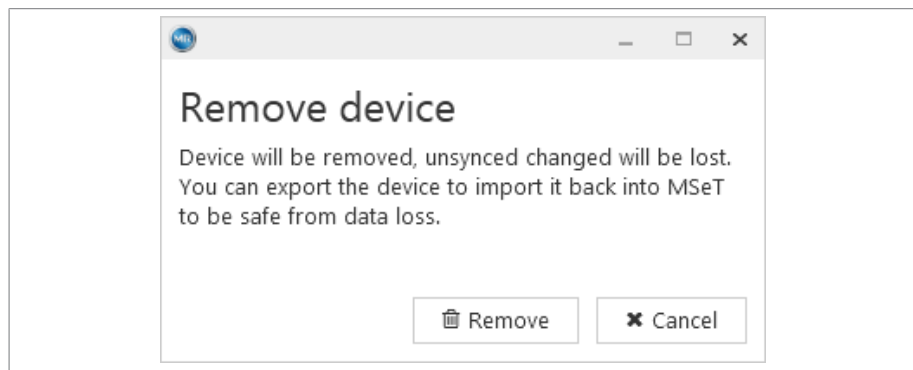 MB
Remove device
Device will be removed, unsynced changed will be lost.
You can export the device to import it back into MSeT
to be safe from data loss.
Remove
Cancel